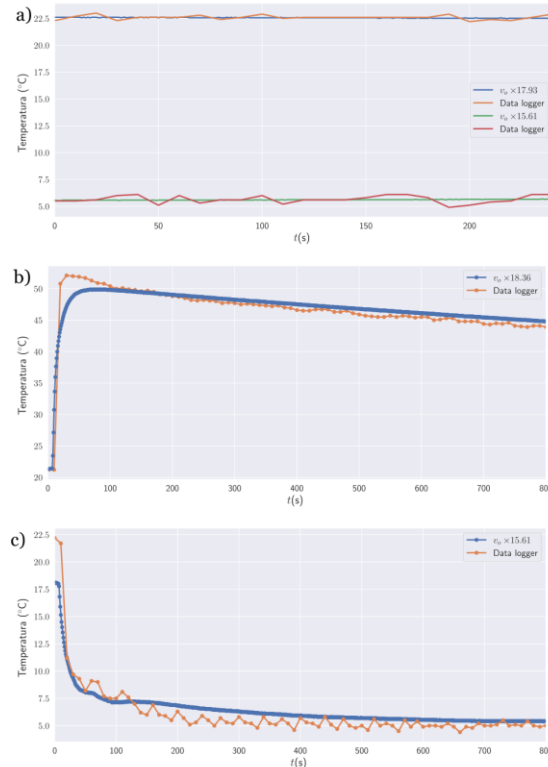 a)
22.5
20.0
17.5
15.0
12.5
10.0
7.5
5.0
Temperatura (°C)
v_o ×17.93
Data logger
v_o ×15.61
Data logger
0 50 100 150 200
t(s)
b)
50
45
40
35
30
25
20
Temperatura (°C)
v_o ×18.36
Data logger
0 100 200 300 400 500 600 700 800
t(s)
c)
22.5
20.0
17.5
15.0
12.5
10.0
7.5
5.0
Temperatura (°C)
v_o ×15.61
Data logger
0 100 200 300 400 500 600 700 800
t(s)